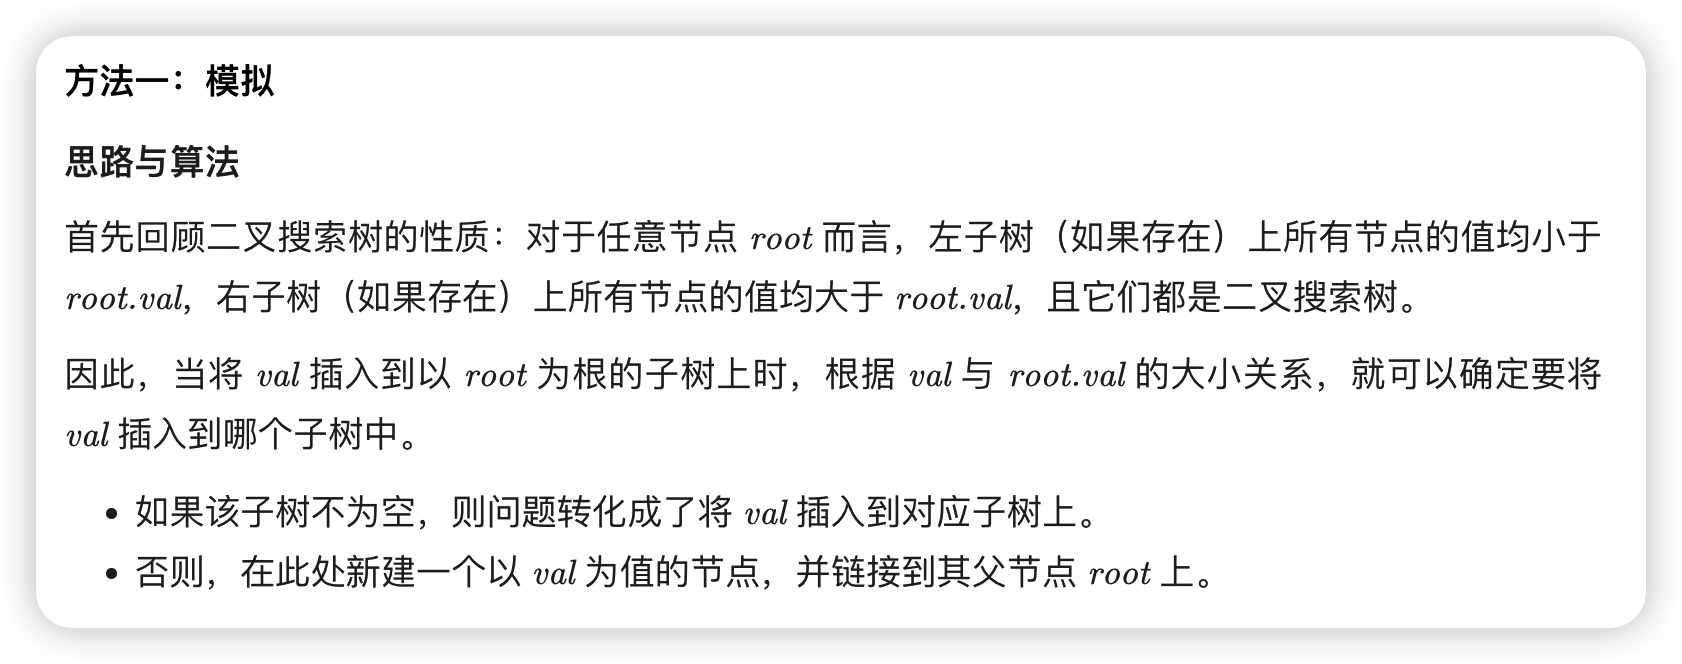 方法一：模拟
思路与算法
首先回顾二叉搜索树的性质：对于任意节点 root 而言，左子树（如果存在）上所有节点的值均小于
root.val，右子树（如果存在）上所有节点的值均大于 root.val，且它们都是二叉搜索树。
因此，当将 val 插入到以 root 为根的子树上时，根据 val 与 root.val 的大小关系，就可以确定要将
val 插入到哪个子树中。
• 如果该子树不为空，则问题转化成了将 val 插入到对应子树上。
• 否则，在此处新建一个以 val 为值的节点，并链接到其父节点 root 上。